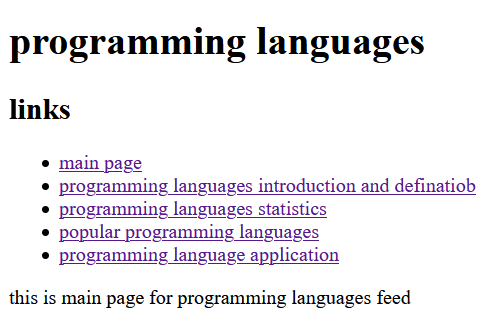 programming languages
links
main page
programming languages introduction and definatiob
programming languages statistics
popular programming languages
programming language application
this is main page for programming languages feed